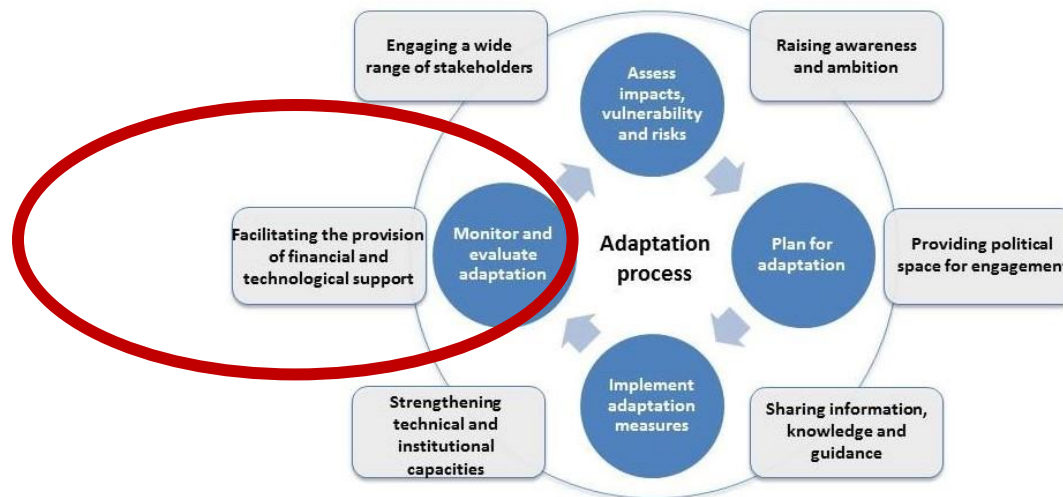 Engaging a wide
range of stakeholders
Assess
impacts,
vulnerability
and risks
Raising awareness
and ambition
Facilitating the provision
of financial and
technological support
Monitor and
evaluate
adaptation
Adaptation
process
Plan for
adaptation
Providing political
space for engagement
Strengthening
technical and
institutional
capacities
Implement
adaptation
measures
Sharing information,
knowledge and
guidance